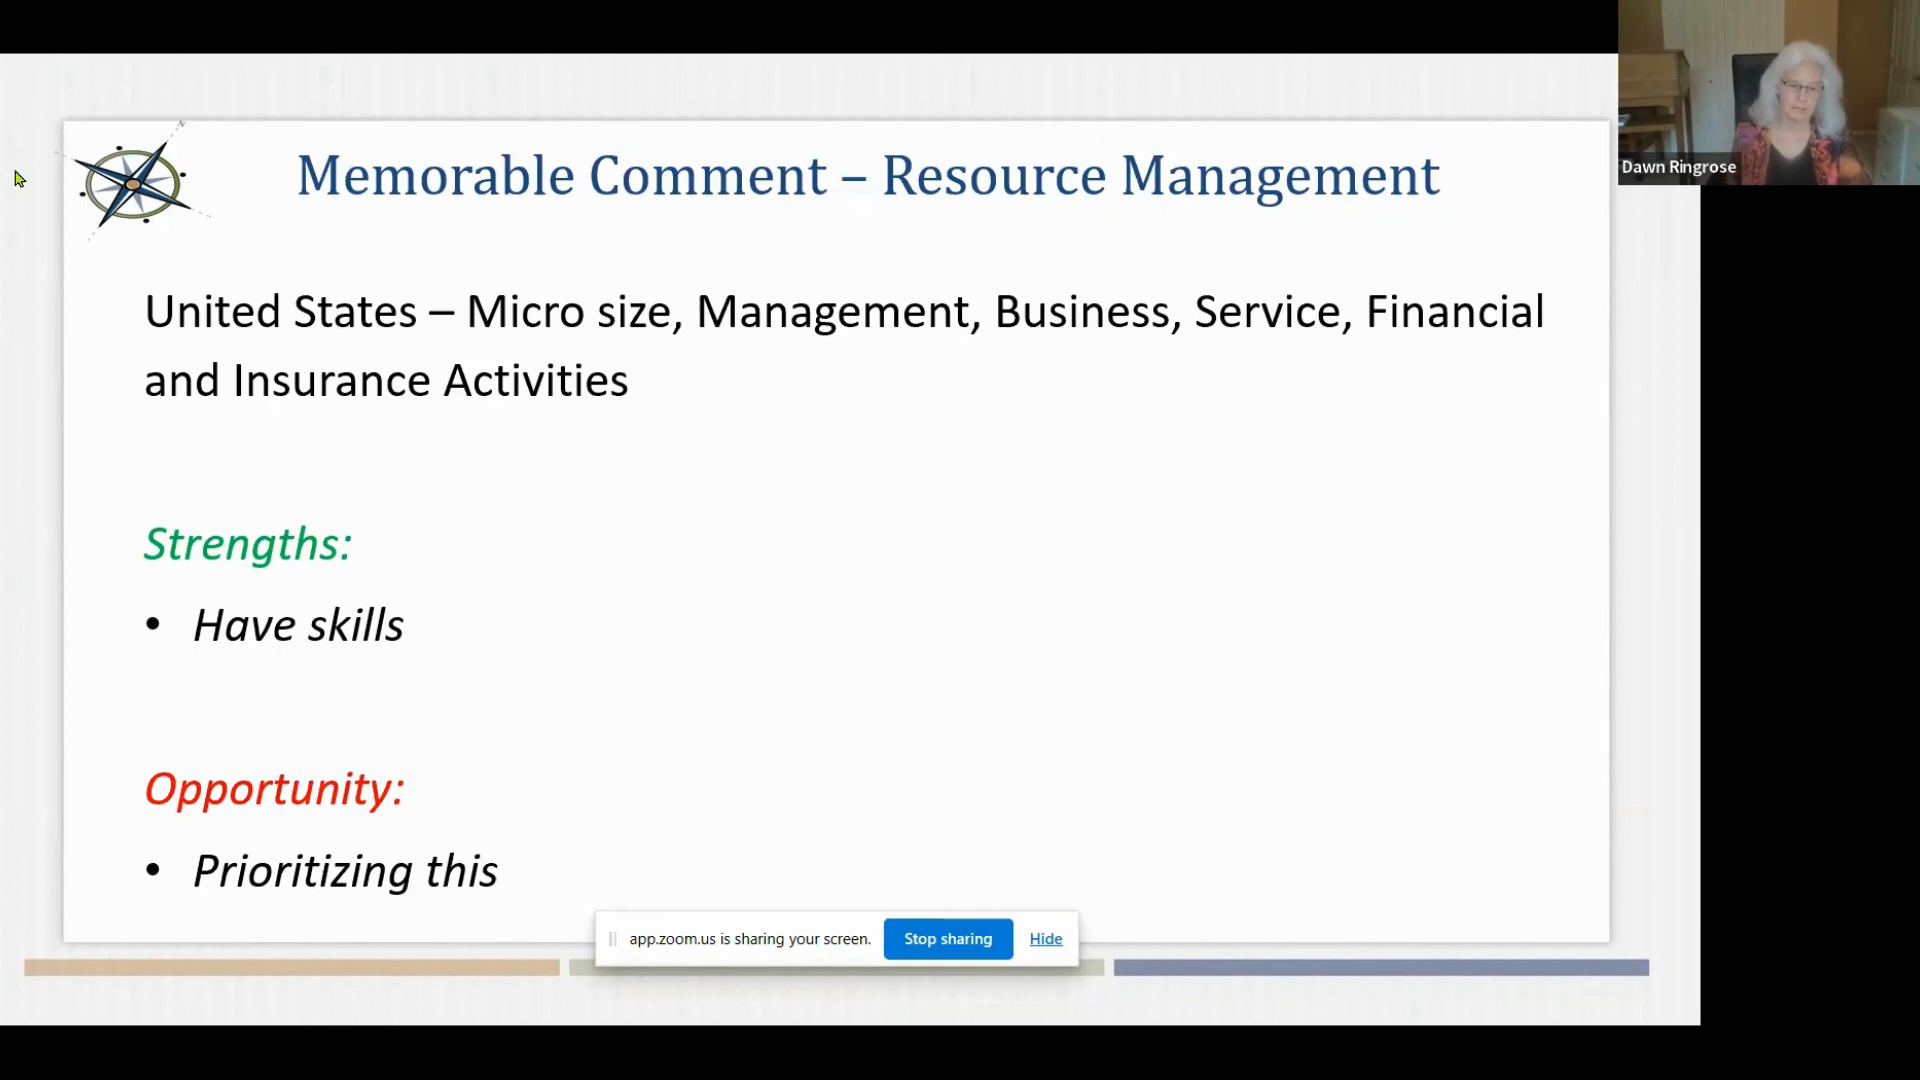 Memorable Comment – Resource Management
Dawn Ringrose
United States – Micro size, Management, Business, Service, Financial
and Insurance Activities
Strengths:
• Have skills
Opportunity:
• Prioritizing this
app.zoom.us is sharing your screen. Stop sharing Hide